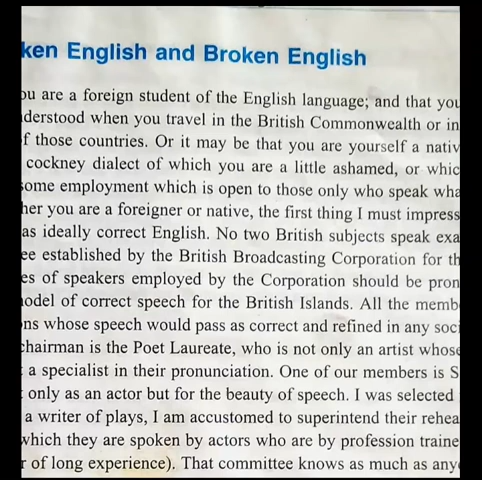 ken English and Broken English
ou are a foreign student of the English language; and that you
derstood when you travel in the British Commonwealth or in
f those countries. Or it may be that you are yourself a nativ
cockney dialect of which you are a little ashamed, or whic
some employment which is open to those only who speak wha
her you are a foreigner or native, the first thing I must impress
as ideally correct English. No two British subjects speak exa
ee established by the British Broadcasting Corporation for th
es of speakers employed by the Corporation should be pron
odel of correct speech for the British Islands. All the memb
ns whose speech would pass as correct and refined in any soci
chairman is the Poet Laureate, who is not only an artist whose
a specialist in their pronunciation. One of our members is S
only as an actor but for the beauty of speech. I was selected
a writer of plays, I am accustomed to superintend their rehea
which they are spoken by actors who are by profession traine
r of long experience). That committee knows as much as any